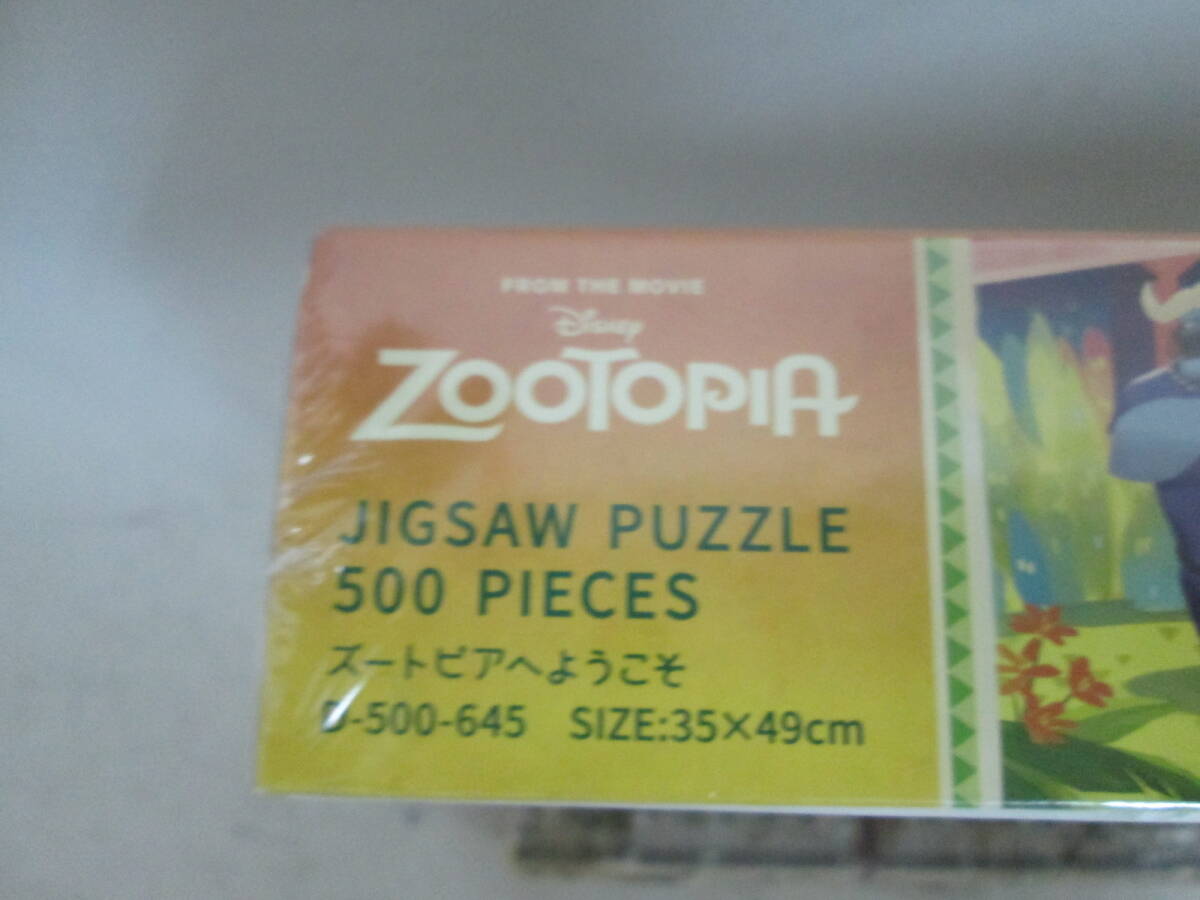 FROM THE MOVIE
Disney
ZOOTOPIA
JIGSAW PUZZLE
500 PIECES
ズートピアへようこそ
D-500-645 SIZE:35×49cm